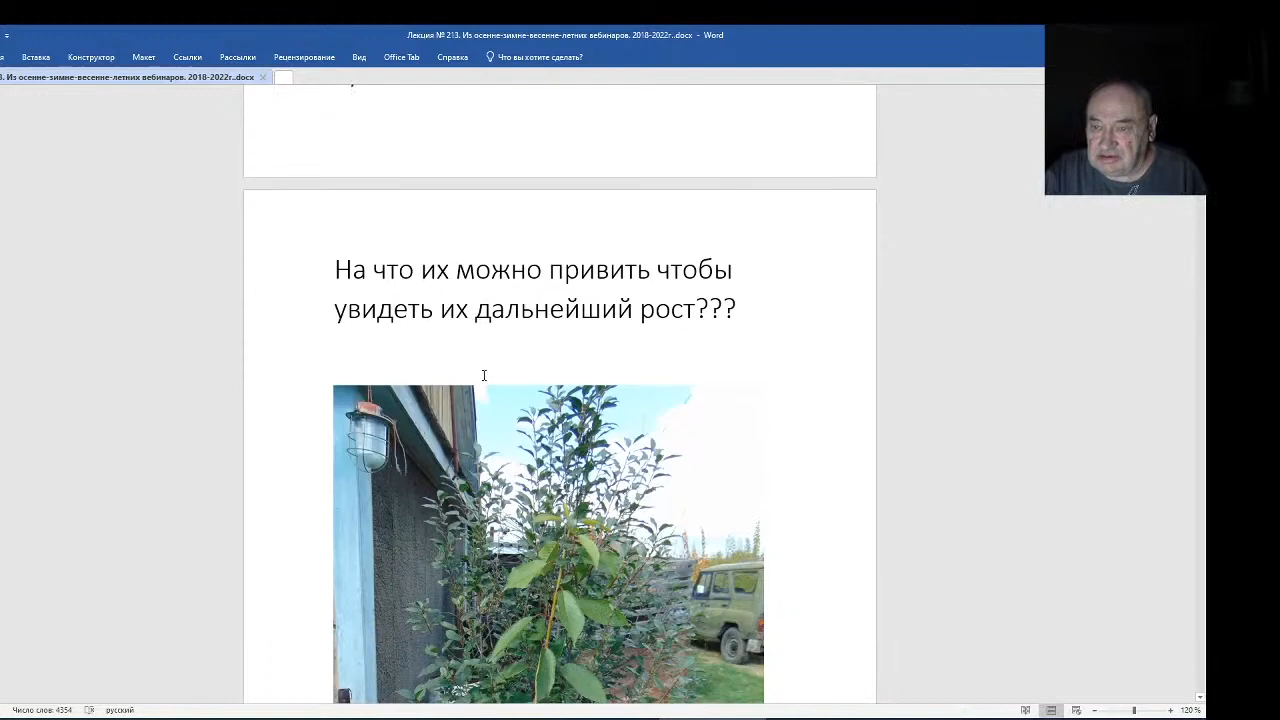 Лекция № 213. Из осенне-зимне-весенне-летних вебинаров. 2018-2022г..docx - Word
Вставка Конструктор Макет Ссылки Рассылки Рецензирование Вид Office Tab Справка Что вы хотите сделать?
3. Из осенне-зимне-весенне-летних вебинаров. 2018-2022г..docx
На что их можно привить чтобы
увидеть их дальнейший рост???
Число слов: 4354 русский 120 %